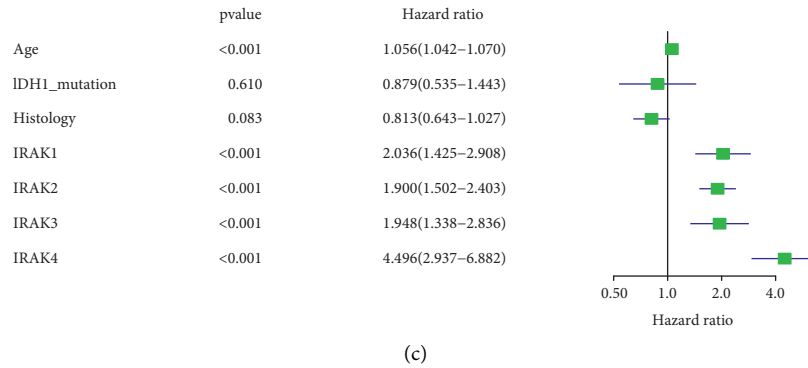 pvalue Hazard ratio
Age <0.001 1.056(1.042−1.070)
lDH1_mutation 0.610 0.879(0.535−1.443)
Histology 0.083 0.813(0.643−1.027)
IRAK1 <0.001 2.036(1.425−2.908)
IRAK2 <0.001 1.900(1.502−2.403)
IRAK3 <0.001 1.948(1.338−2.836)
IRAK4 <0.001 4.496(2.937−6.882)
0.50 1.0 2.0 4.0
Hazard ratio
(c)